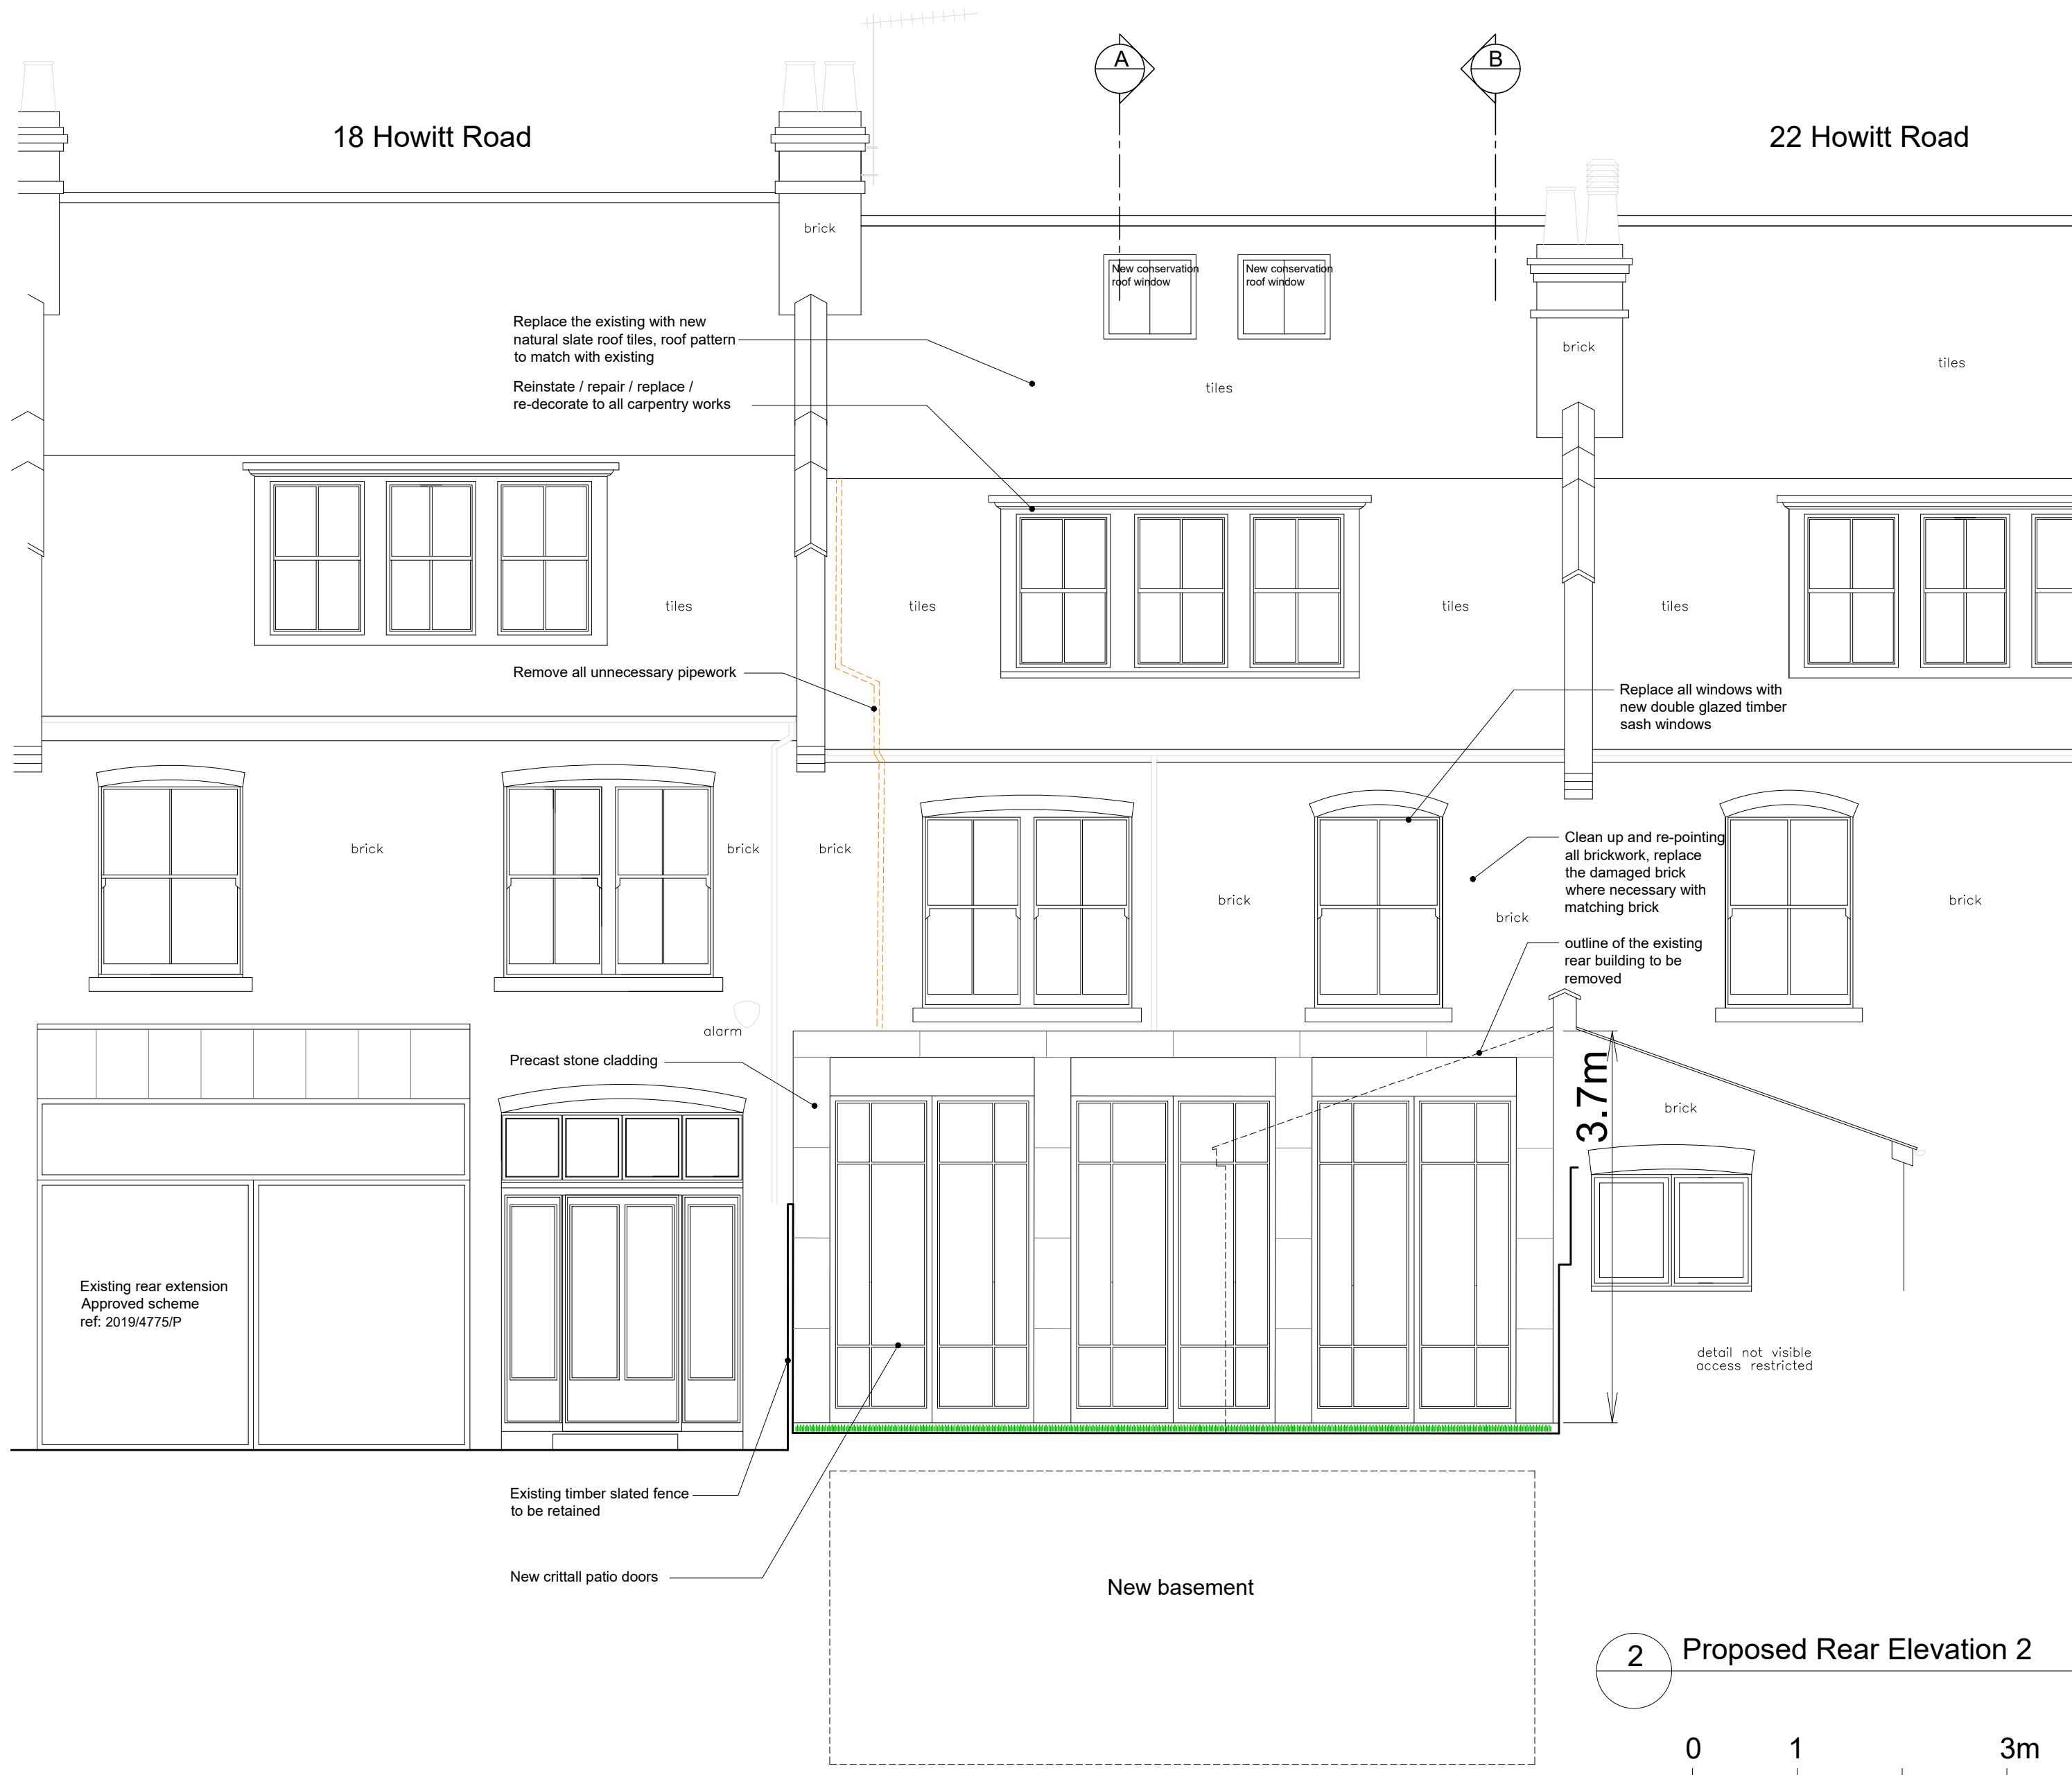 A
B
18 Howitt Road
22 Howitt Road
brick
New conservation
roof window
New conservation
roof window
Replace the existing with new
natural slate roof tiles, roof pattern
to match with existing
brick
tiles
tiles
Reinstate / repair / replace /
re-decorate to all carpentry works
tiles
tiles
tiles
tiles
Remove all unnecessary pipework
Replace all windows with
new double glazed timber
sash windows
brick
brick
brick
Clean up and re-pointing
all brickwork, replace
the damaged brick
where necessary with
matching brick
brick
brick
brick
outline of the existing
rear building to be
removed
alarm
Precast stone cladding
3.7m
brick
Existing rear extension
Approved scheme
ref: 2019/4775/P
detail not visible
access restricted
Existing timber slated fence
to be retained
New crittall patio doors
New basement
2
Proposed Rear Elevation 2
0 1 3m